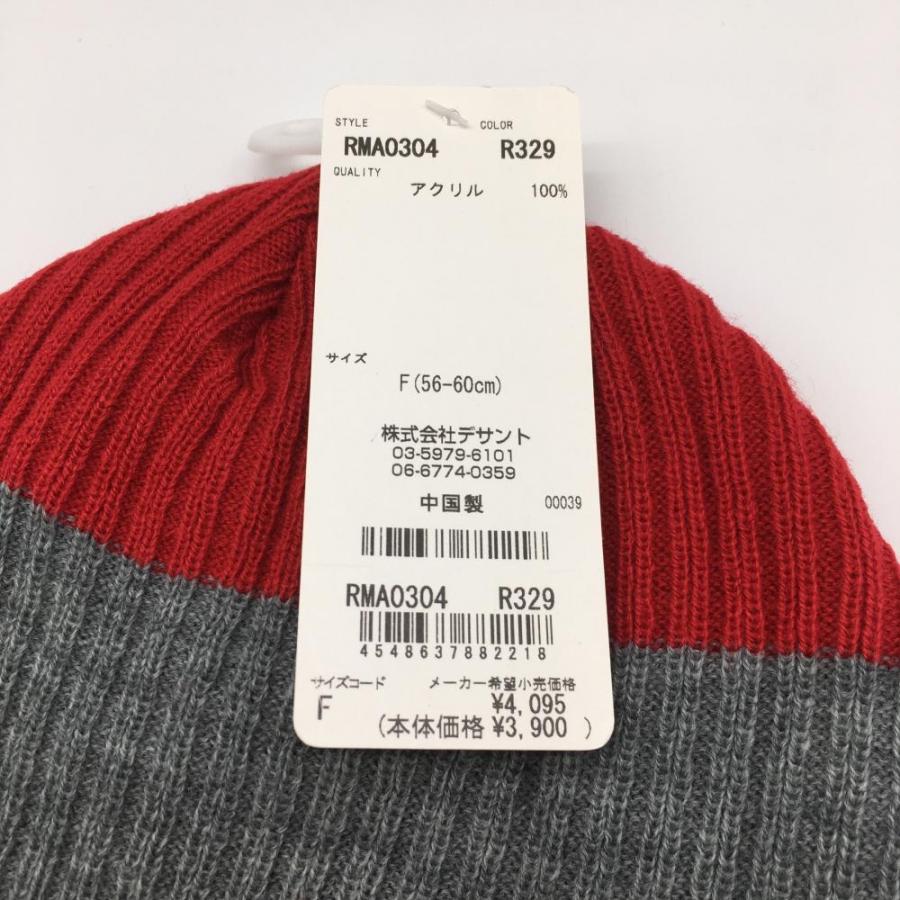 STYLE COLOR
RMA0304 R329
QUALITY
アクリル 100%
サイズ
F(56-60cm)
株式会社デサント
03-5979-6101
06-6774-0359
中国製 00039
RMA0304 R329
4548637882218
サイズコード メーカー希望小売価格
F ¥4,095
(本体価格 ¥3,900 )